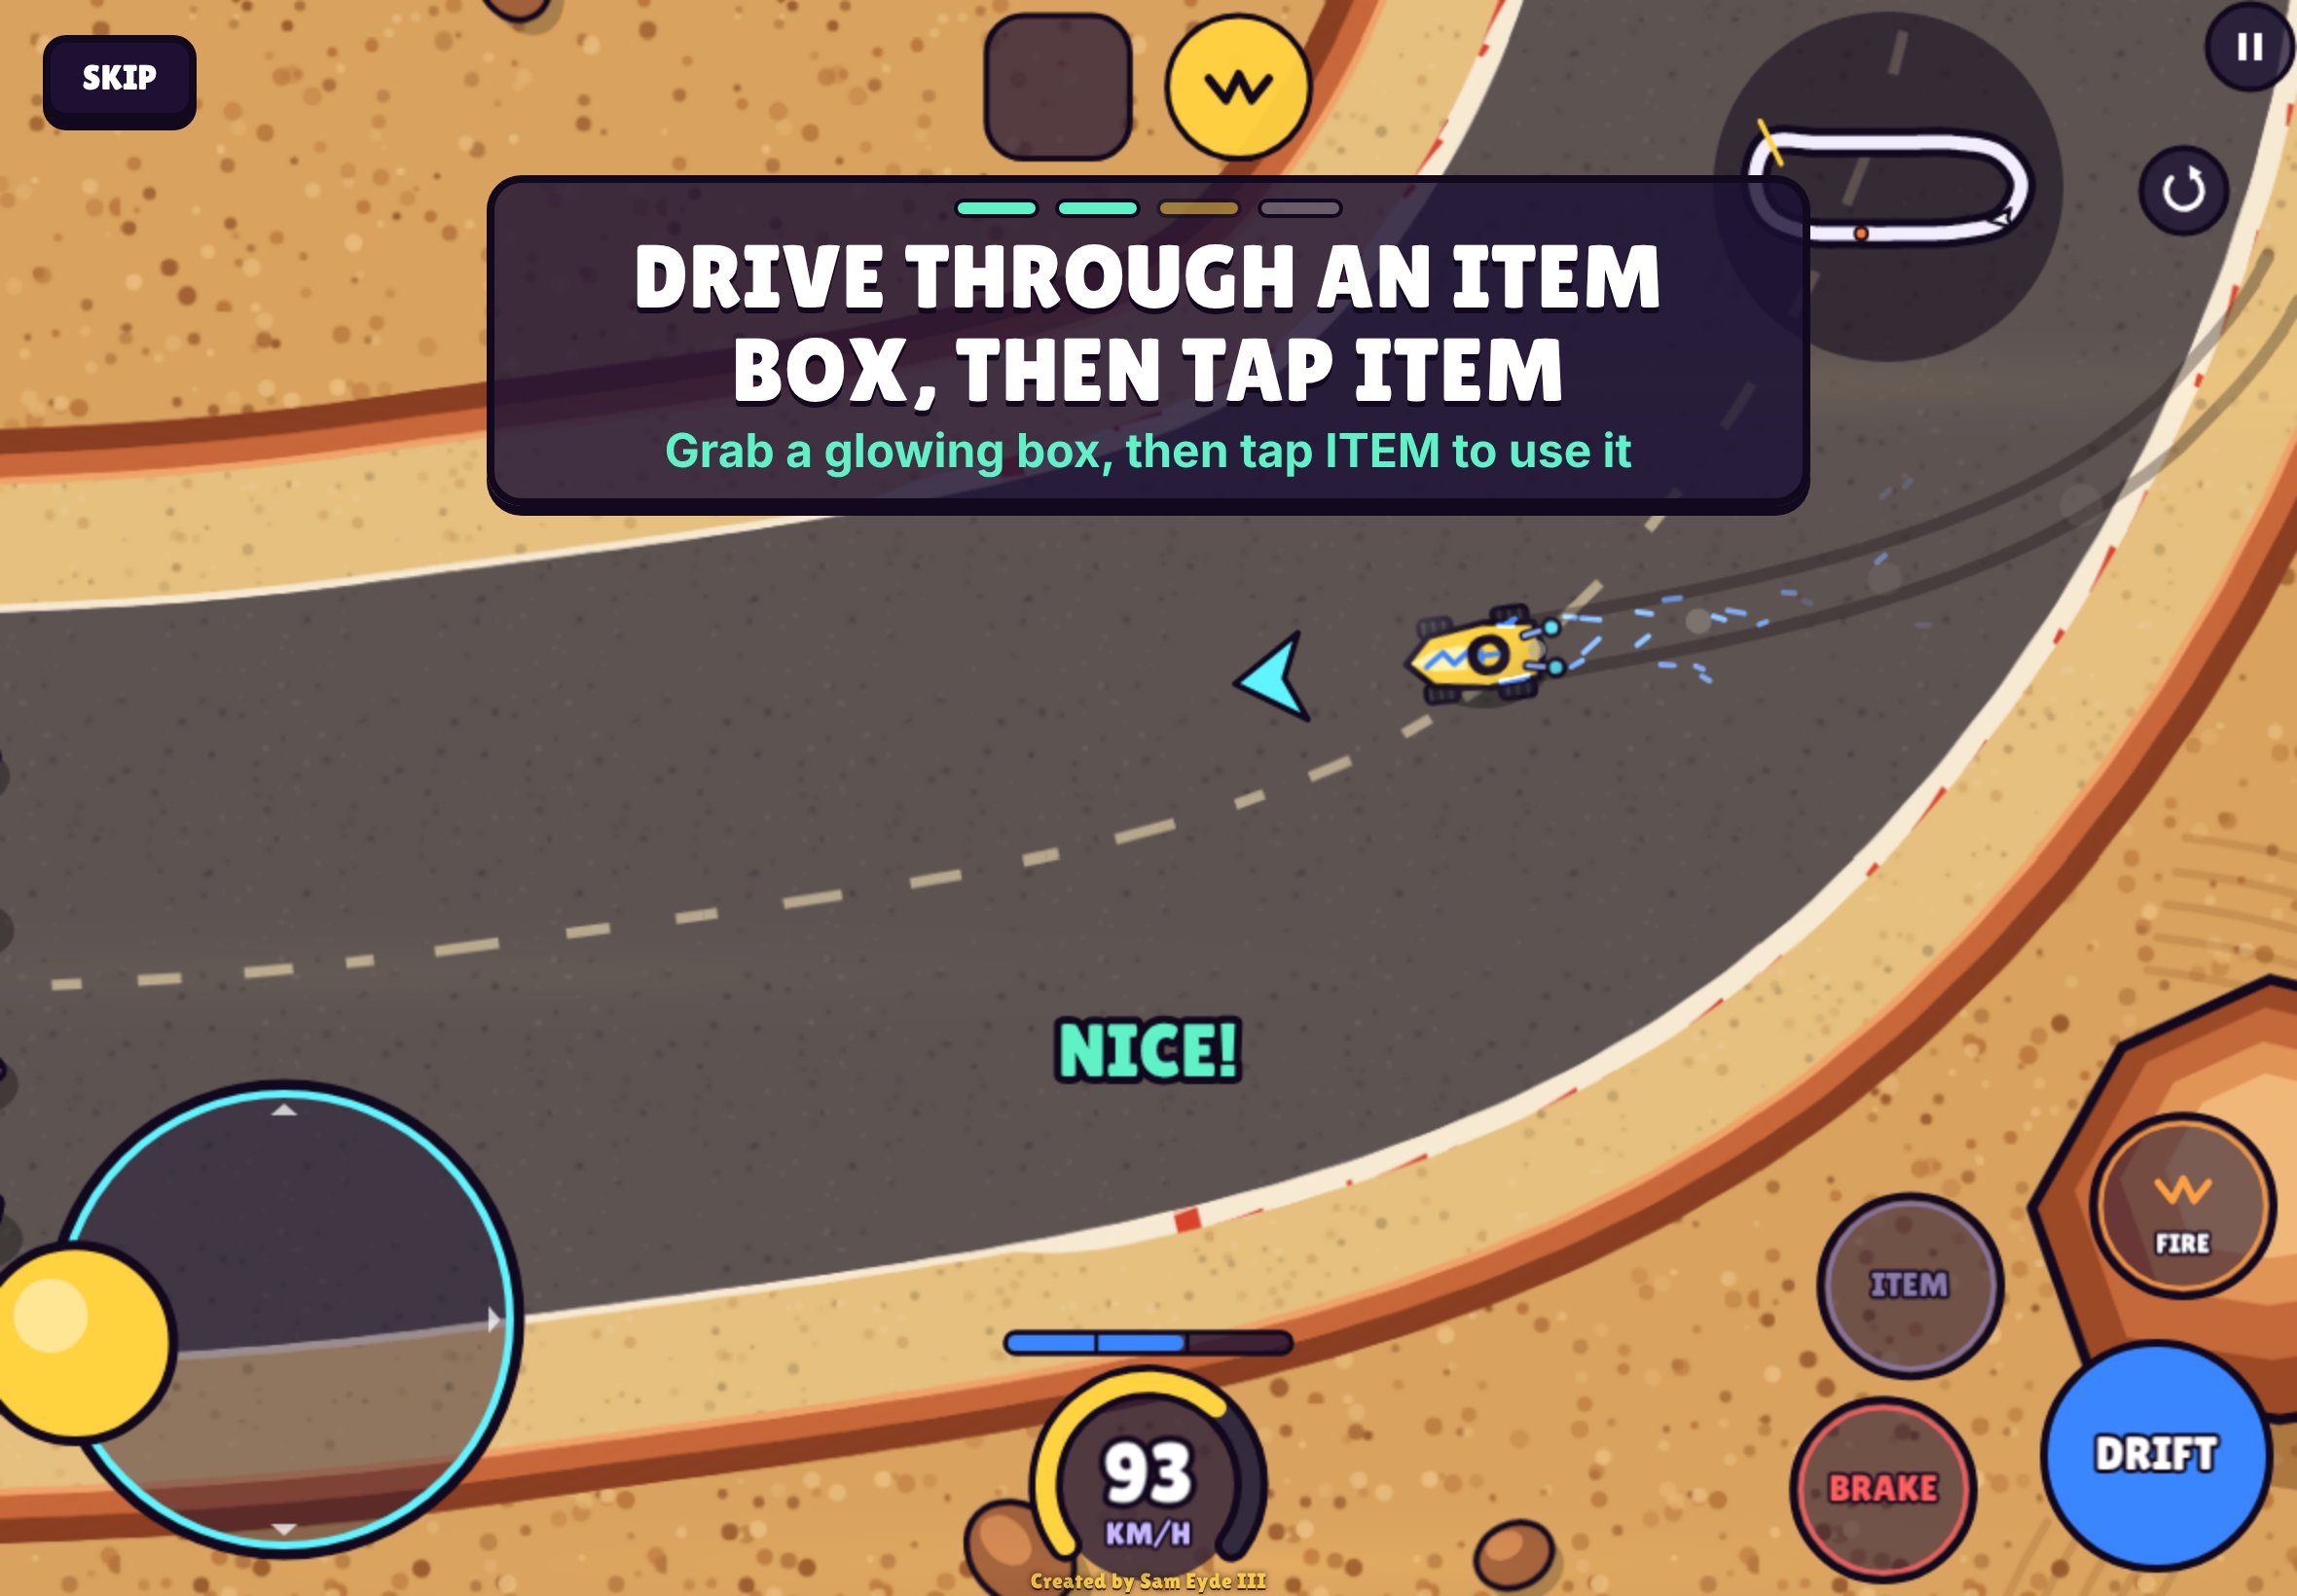 SKIP
DRIVE THROUGH AN ITEM
BOX, THEN TAP ITEM
Grab a glowing box, then tap ITEM to use it
NICE!
FIRE
ITEM
DRIFT
BRAKE
93
KM/H
Created by Sam Eyde III